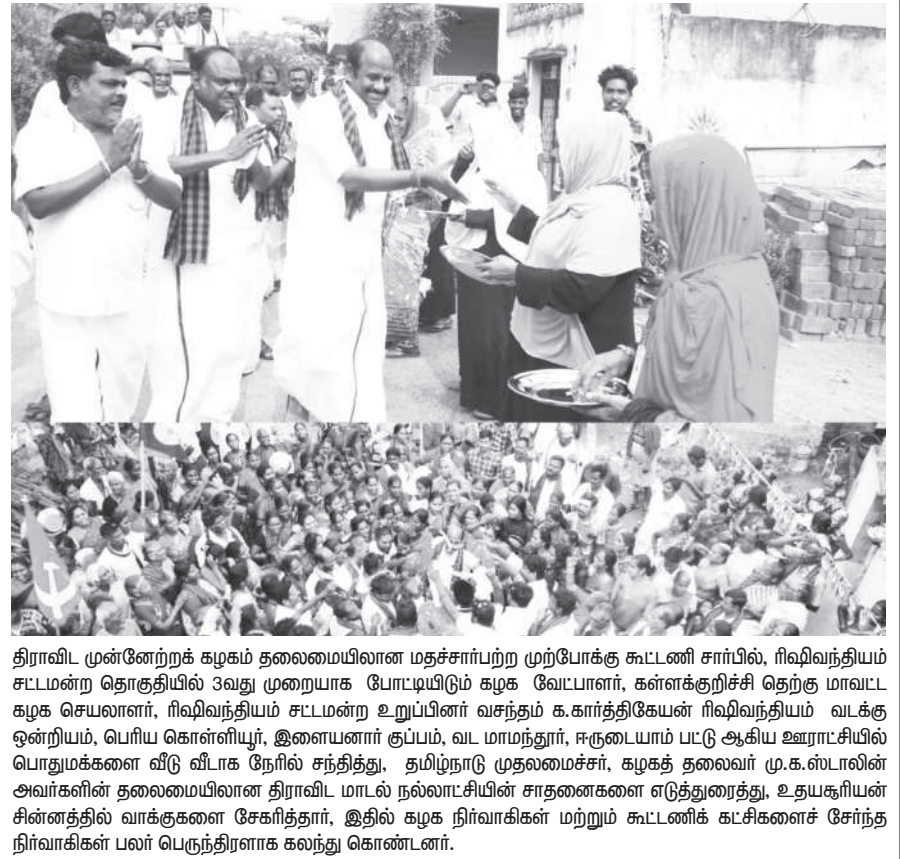 திராவிட முன்னேற்றக் கழகம் தலைமையிலான மதச்சார்பற்ற முற்போக்கு கூட்டணி சார்பில், ரிஷிவந்தியம்
சட்டமன்ற தொகுதியில் 3வது முறையாக போட்டியிடும் கழக வேட்பாளர், கள்ளக்குறிச்சி தெற்கு மாவட்ட
கழக செயலாளர், ரிஷிவந்தியம் சட்டமன்ற உறுப்பினர் வசந்தம் க.கார்த்திகேயன் ரிஷிவந்தியம் வடக்கு
ஒன்றியம், பெரிய கொள்ளியூர், இளையனார் குப்பம், வட மாமந்தூர், ஈருடையாம் பட்டு ஆகிய ஊராட்சியில்
பொதுமக்களை வீடு வீடாக நேரில் சந்தித்து, தமிழ்நாடு முதலமைச்சர், கழகத் தலைவர் மு.க.ஸ்டாலின்
அவர்களின் தலைமையிலான திராவிட மாடல் நல்லாட்சியின் சாதனைகளை எடுத்துரைத்து, உதயசூரியன்
சின்னத்தில் வாக்குகளை சேகரித்தார், இதில் கழக நிர்வாகிகள் மற்றும் கூட்டணிக் கட்சிகளைச் சேர்ந்த
நிர்வாகிகள் பலர் பெருந்திரளாக கலந்து கொண்டனர்.